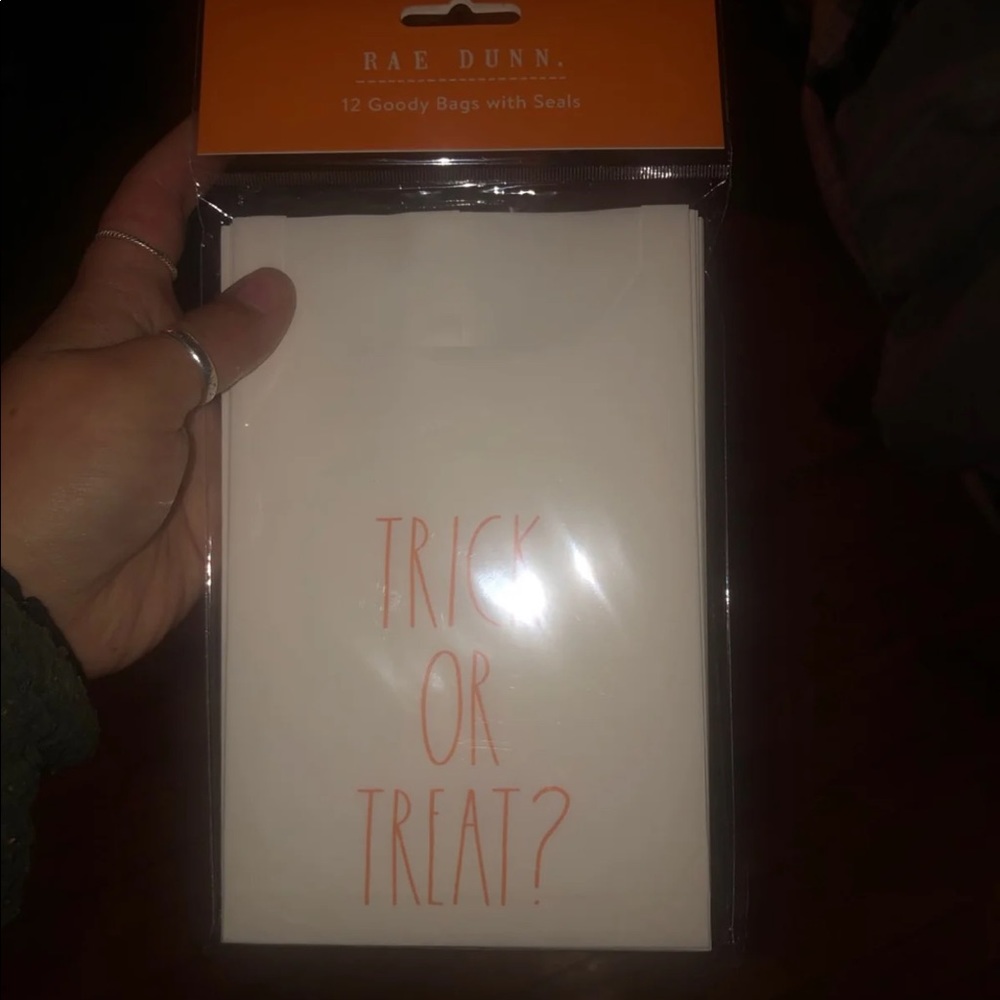 RAE DUNN.
12 Goody Bags with Seals
TRICK
OR
TREAT?